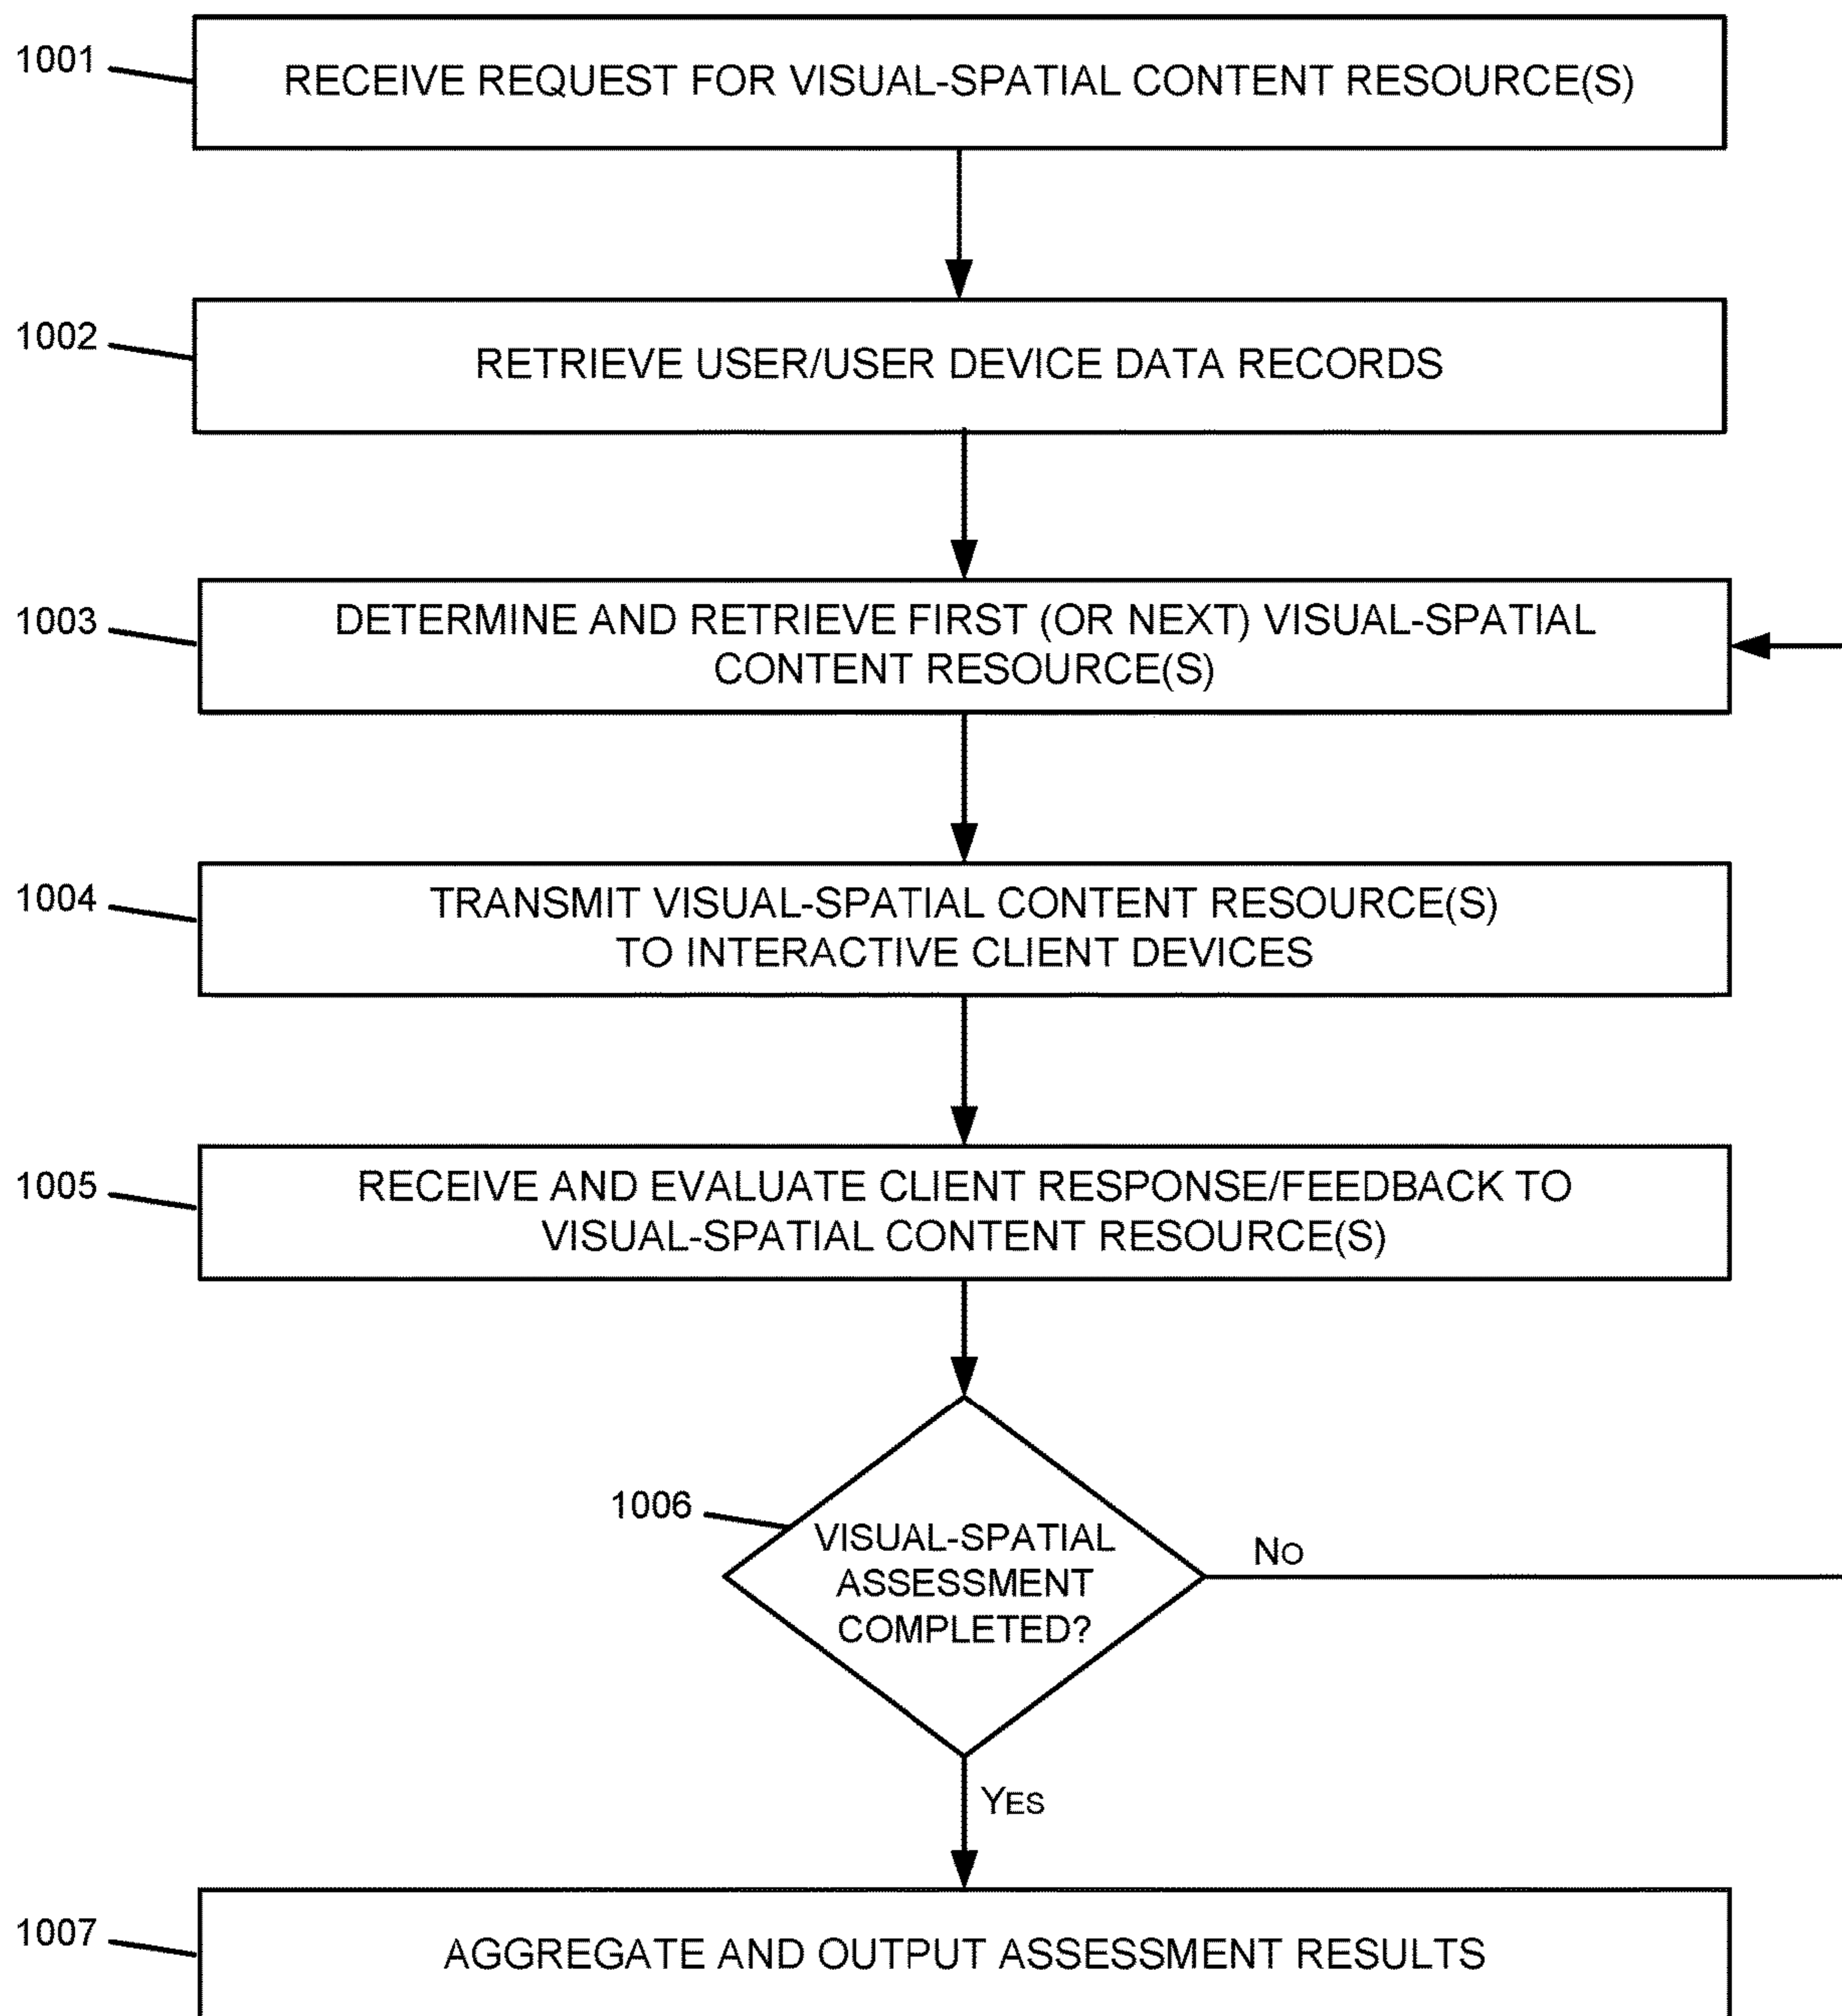 1001
RECEIVE REQUEST FOR VISUAL-SPATIAL CONTENT RESOURCE(S)
1002
RETRIEVE USER/USER DEVICE DATA RECORDS
1003
DETERMINE AND RETRIEVE FIRST (OR NEXT) VISUAL-SPATIAL
CONTENT RESOURCE(S)
1004
TRANSMIT VISUAL-SPATIAL CONTENT RESOURCE(S)
TO INTERACTIVE CLIENT DEVICES
1005
RECEIVE AND EVALUATE CLIENT RESPONSE/FEEDBACK TO
VISUAL-SPATIAL CONTENT RESOURCE(S)
1006
VISUAL-SPATIAL
ASSESSMENT
COMPLETED?
NO
YES
1007
AGGREGATE AND OUTPUT ASSESSMENT RESULTS